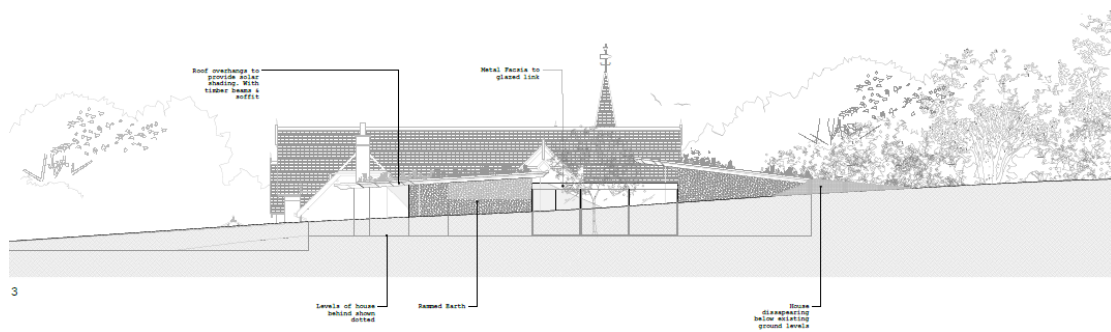 Roof overhangs to
provide solar
shading. With
timber beams &
soffit
Metal Facsia to
glazed link
3
Levels of house
behind shown
dotted
Rammed Earth
House
dissapearing
below existing
ground levels